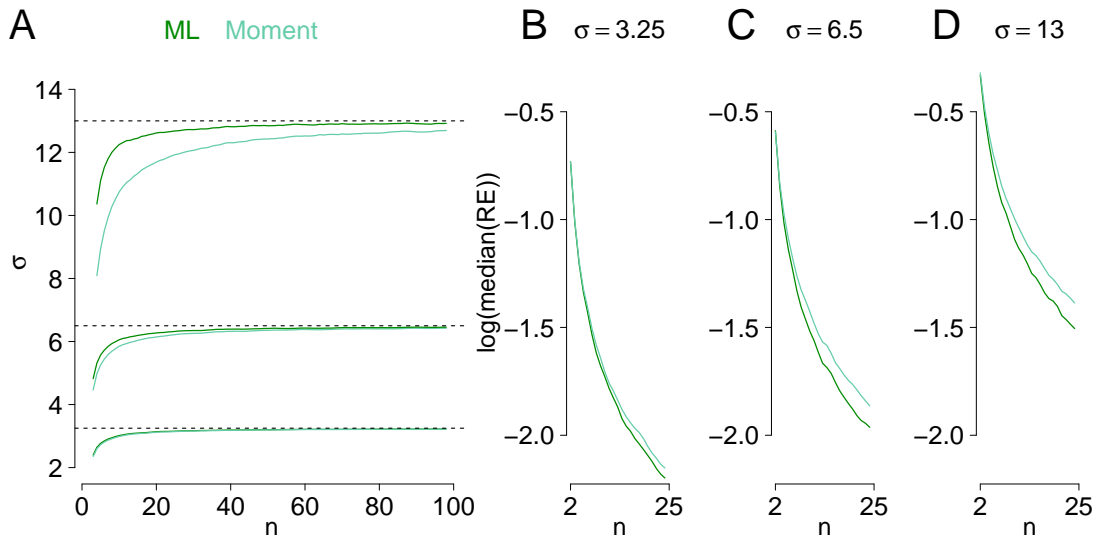 A
ML Moment
14
12
10
8
6
4
2
σ
0 20 40 60 80 100
n
B
σ = 3.25
−0.5
−1.0
−1.5
−2.0
log(median(RE))
2 25
n
C
σ = 6.5
−0.5
−1.0
−1.5
−2.0
2 25
n
D
σ = 13
−0.5
−1.0
−1.5
−2.0
2 25
n